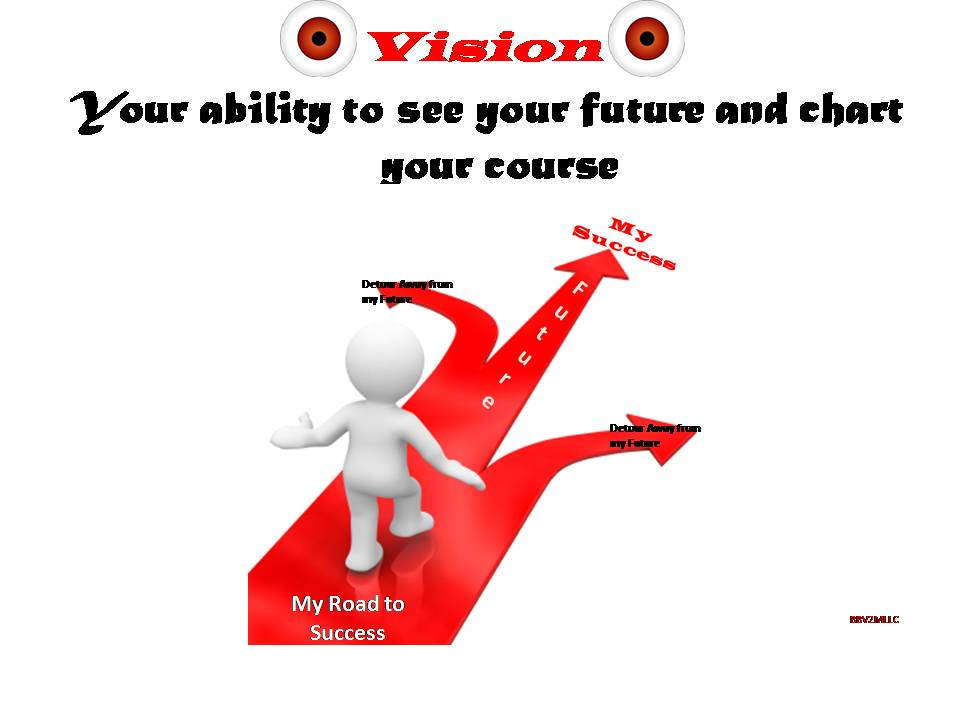 Vision
Your ability to see your future and chart
your course
My
Success
Detour Away from
my Future
Future
Detour Away from
my Future
My Road to
Success